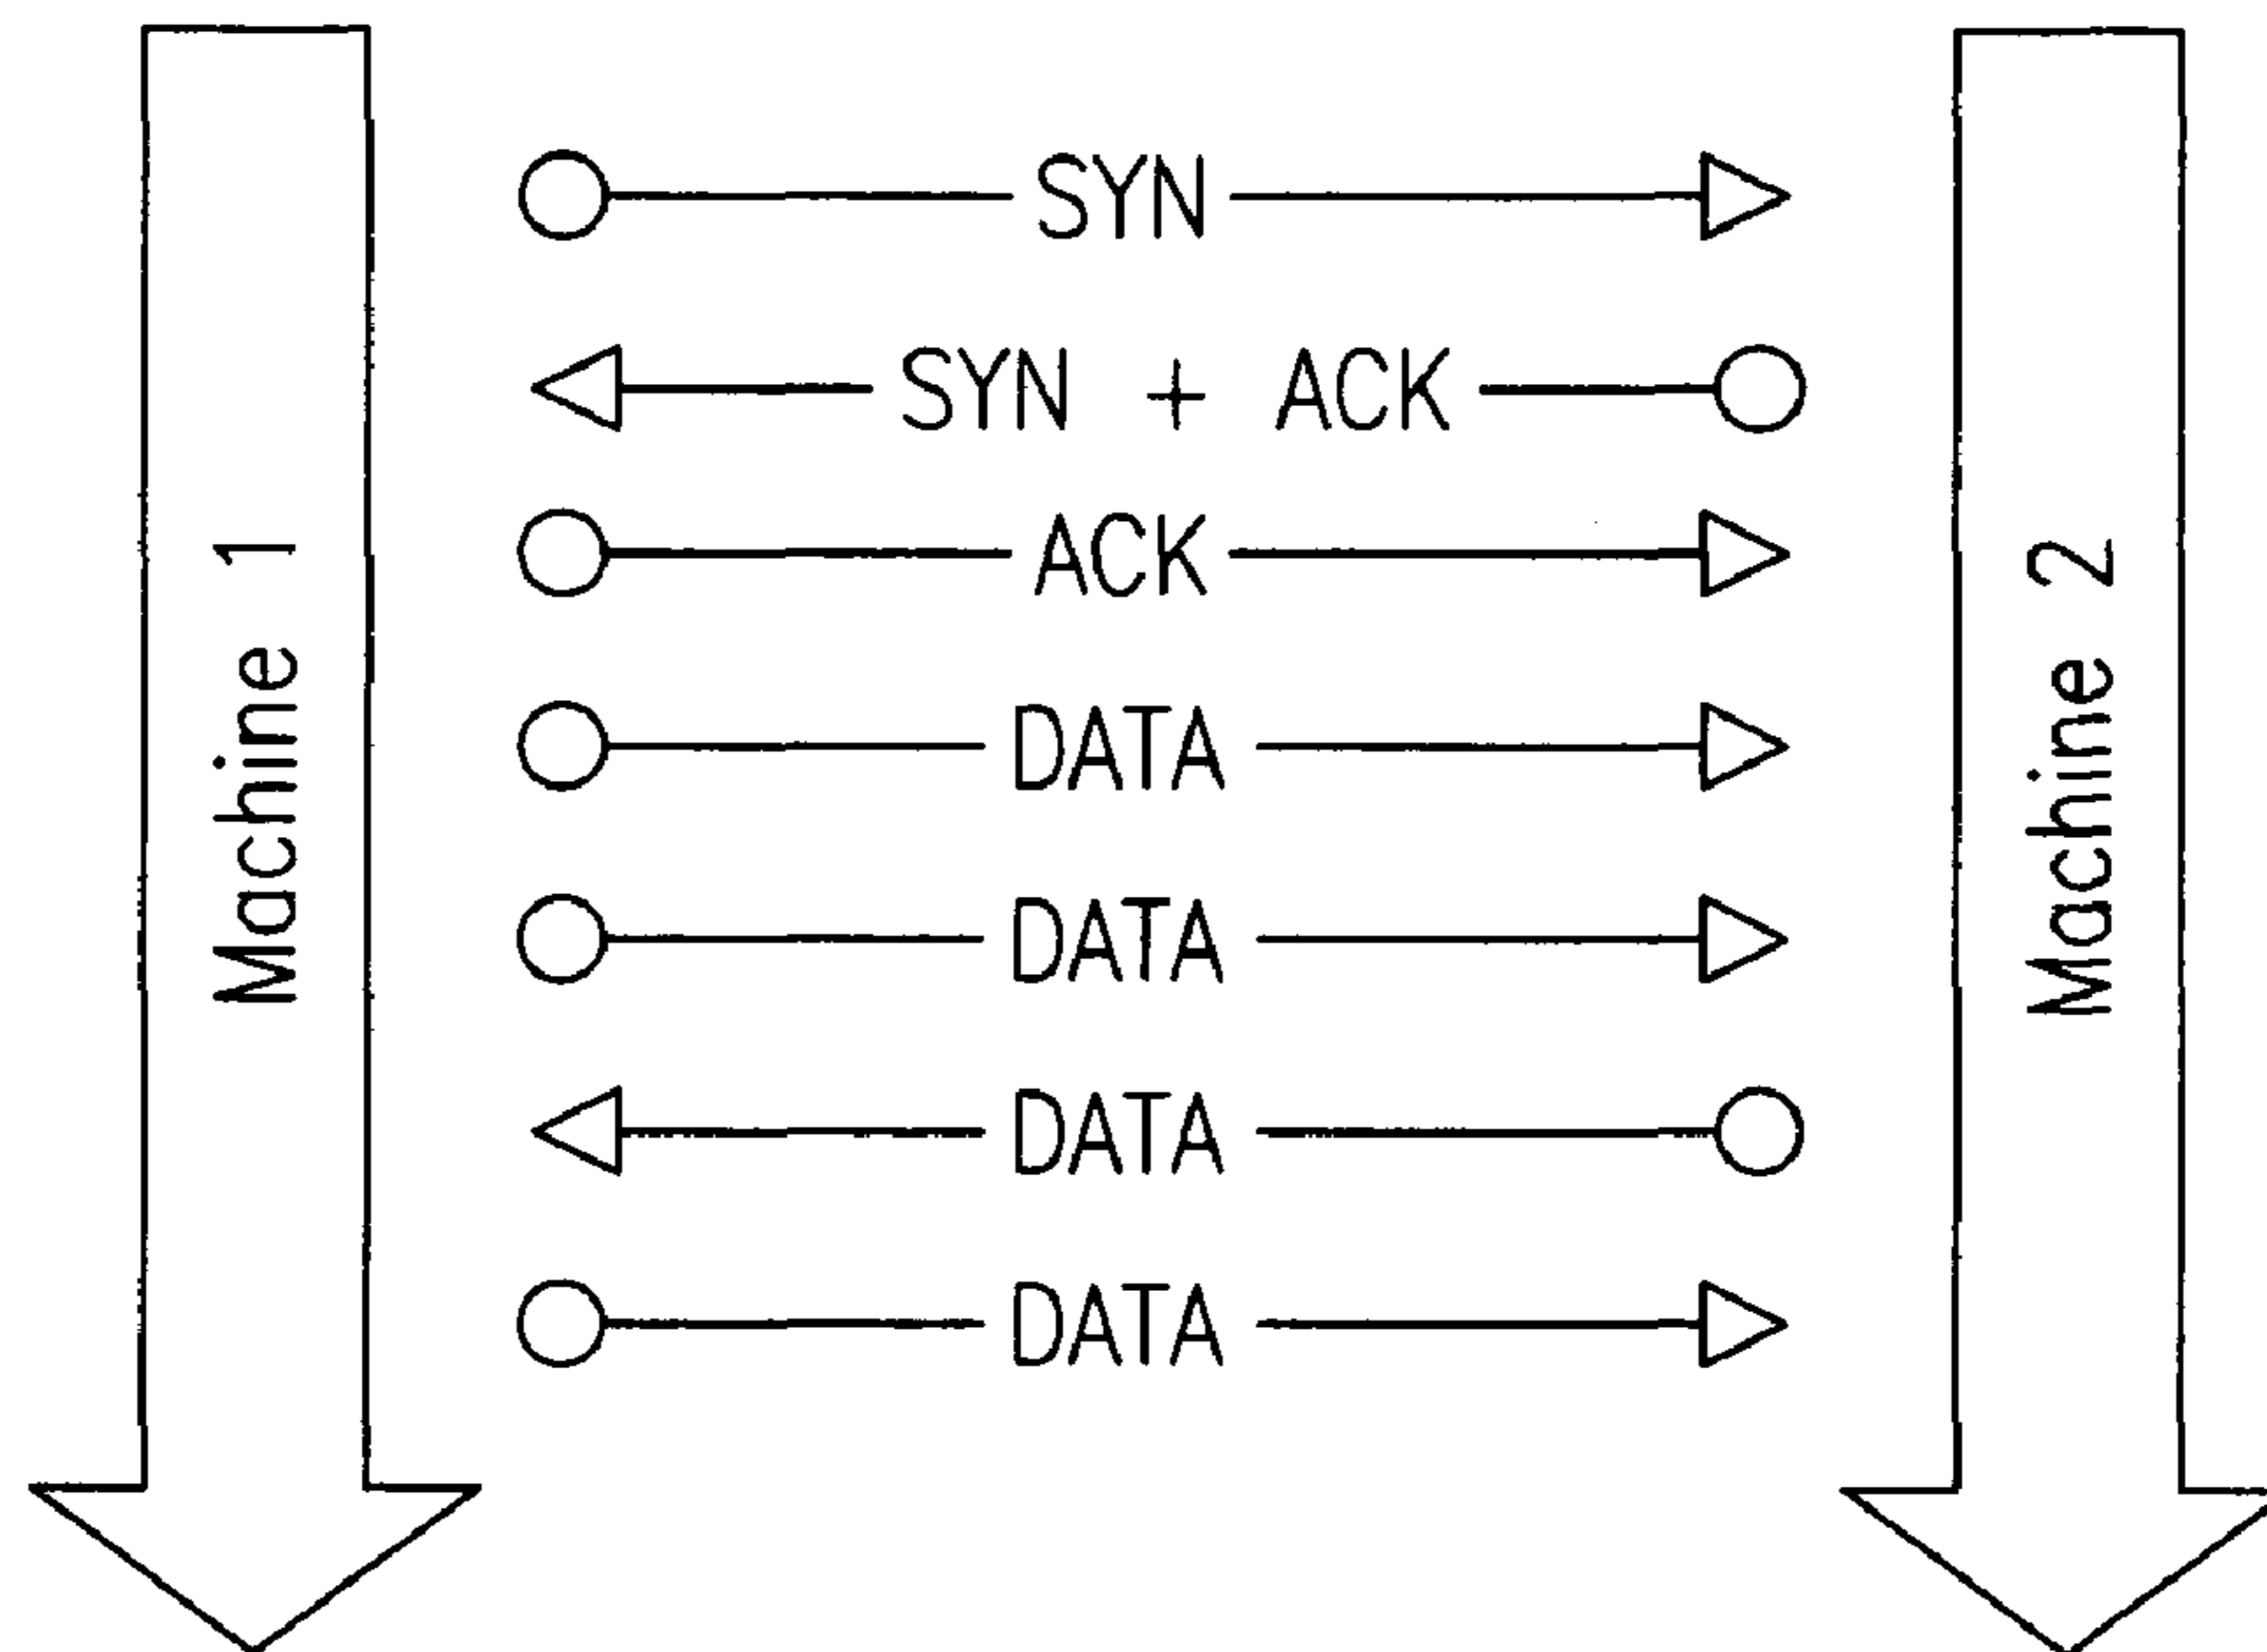 Machine 1
SYN
SYN + ACK
ACK
DATA
DATA
DATA
DATA
Machine 2